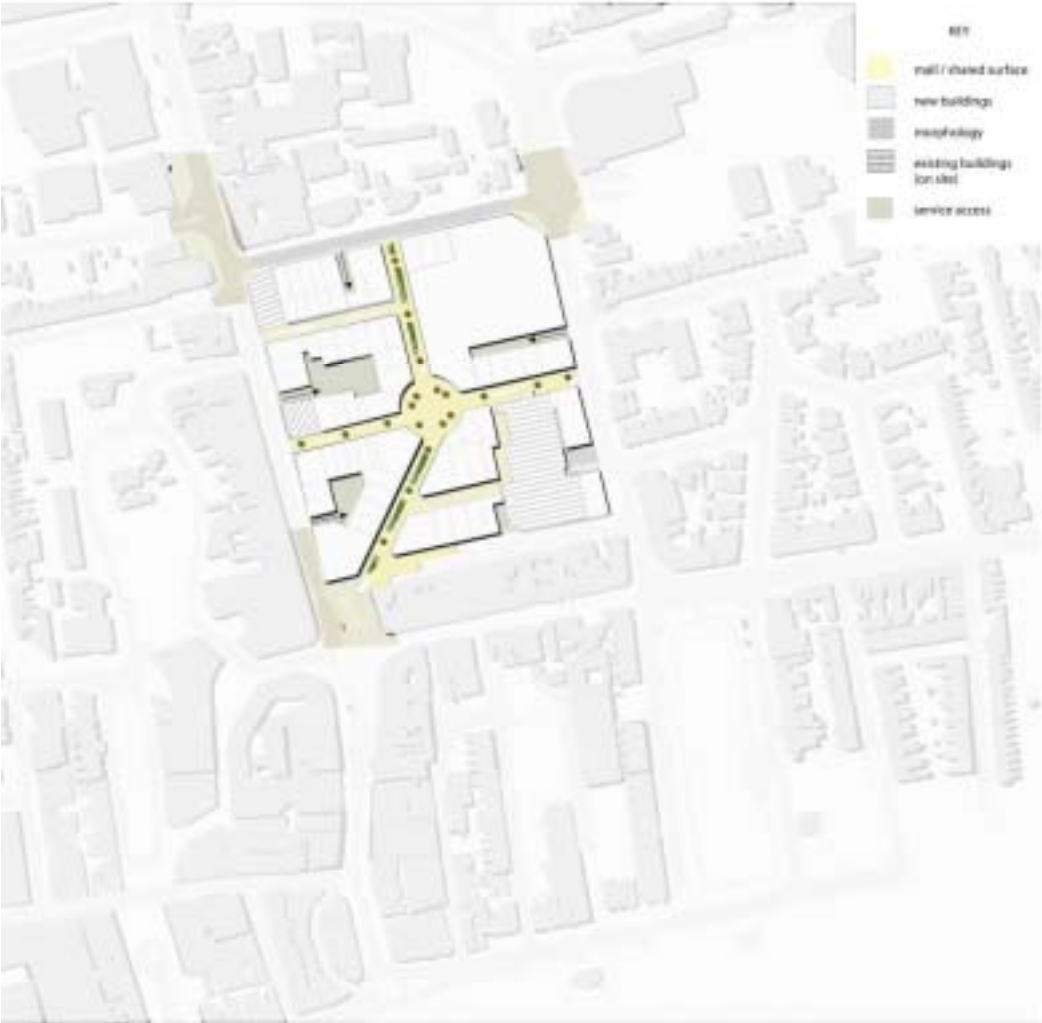 KEY
mall / shared surface
new buildings
morphology
existing buildings
(on site)
service access